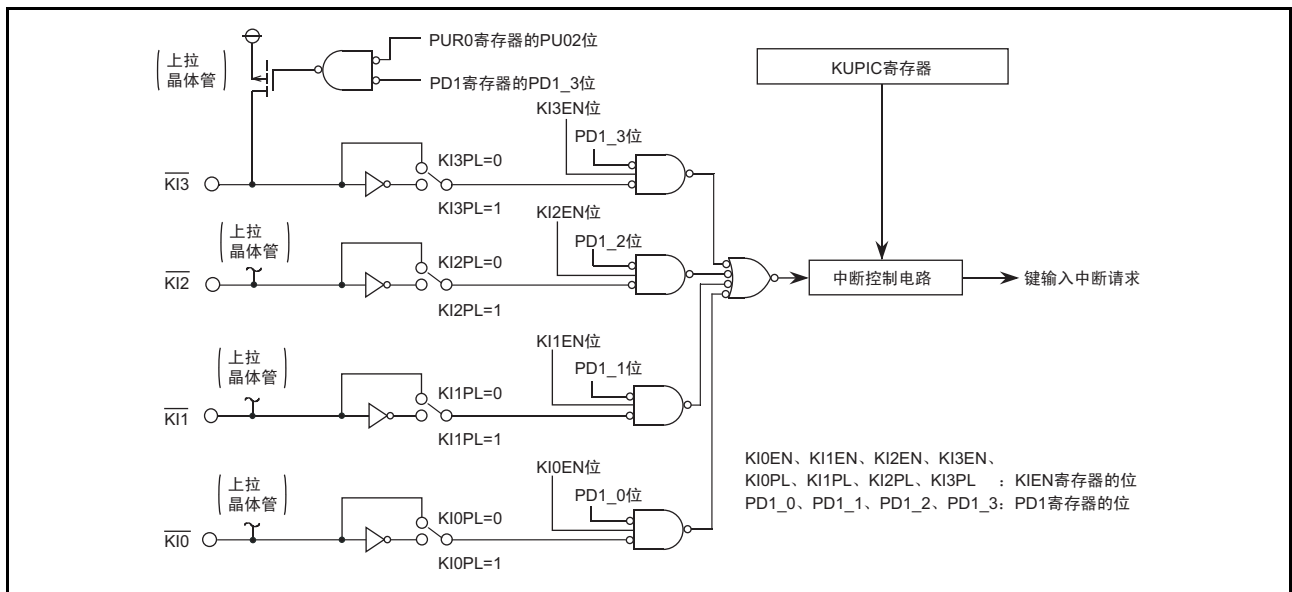 上拉
晶体管
PUR0寄存器的PU02位
PD1寄存器的PD1_3位
KUPIC寄存器
KI3EN位
PD1_3位
KI3
KI3PL=0
KI3PL=1
上拉
晶体管
KI2EN位
PD1_2位
KI2
KI2PL=0
KI2PL=1
中断控制电路
键输入中断请求
上拉
晶体管
KI1EN位
PD1_1位
KI1
KI1PL=0
KI1PL=1
上拉
晶体管
KI0EN位
PD1_0位
KI0
KI0PL=0
KI0PL=1
KI0EN、KI1EN、KI2EN、KI3EN、
KI0PL、KI1PL、KI2PL、KI3PL ：KIEN寄存器的位
PD1_0、PD1_1、PD1_2、PD1_3：PD1寄存器的位